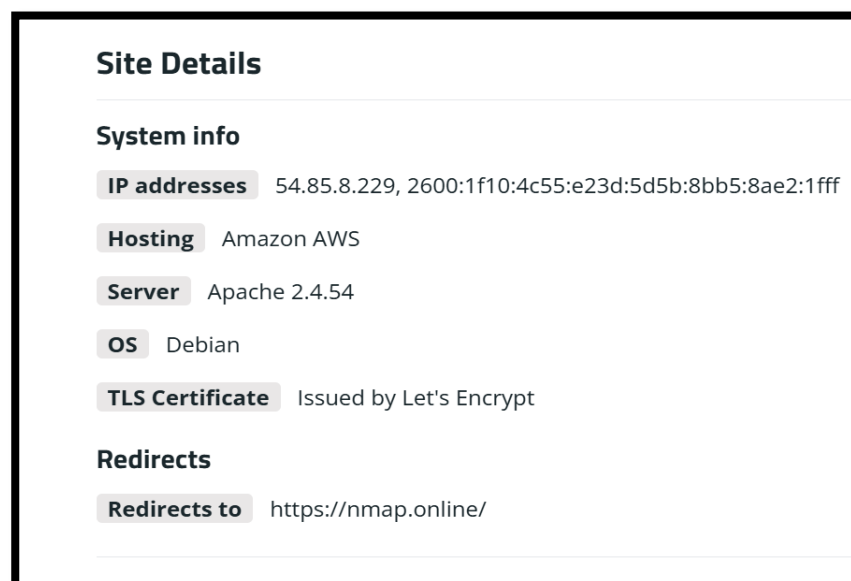 Site Details
System info
IP addresses 54.85.8.229, 2600:1f10:4c55:e23d:5d5b:8bb5:8ae2:1fff
Hosting Amazon AWS
Server Apache 2.4.54
OS Debian
TLS Certificate Issued by Let's Encrypt
Redirects
Redirects to https://nmap.online/